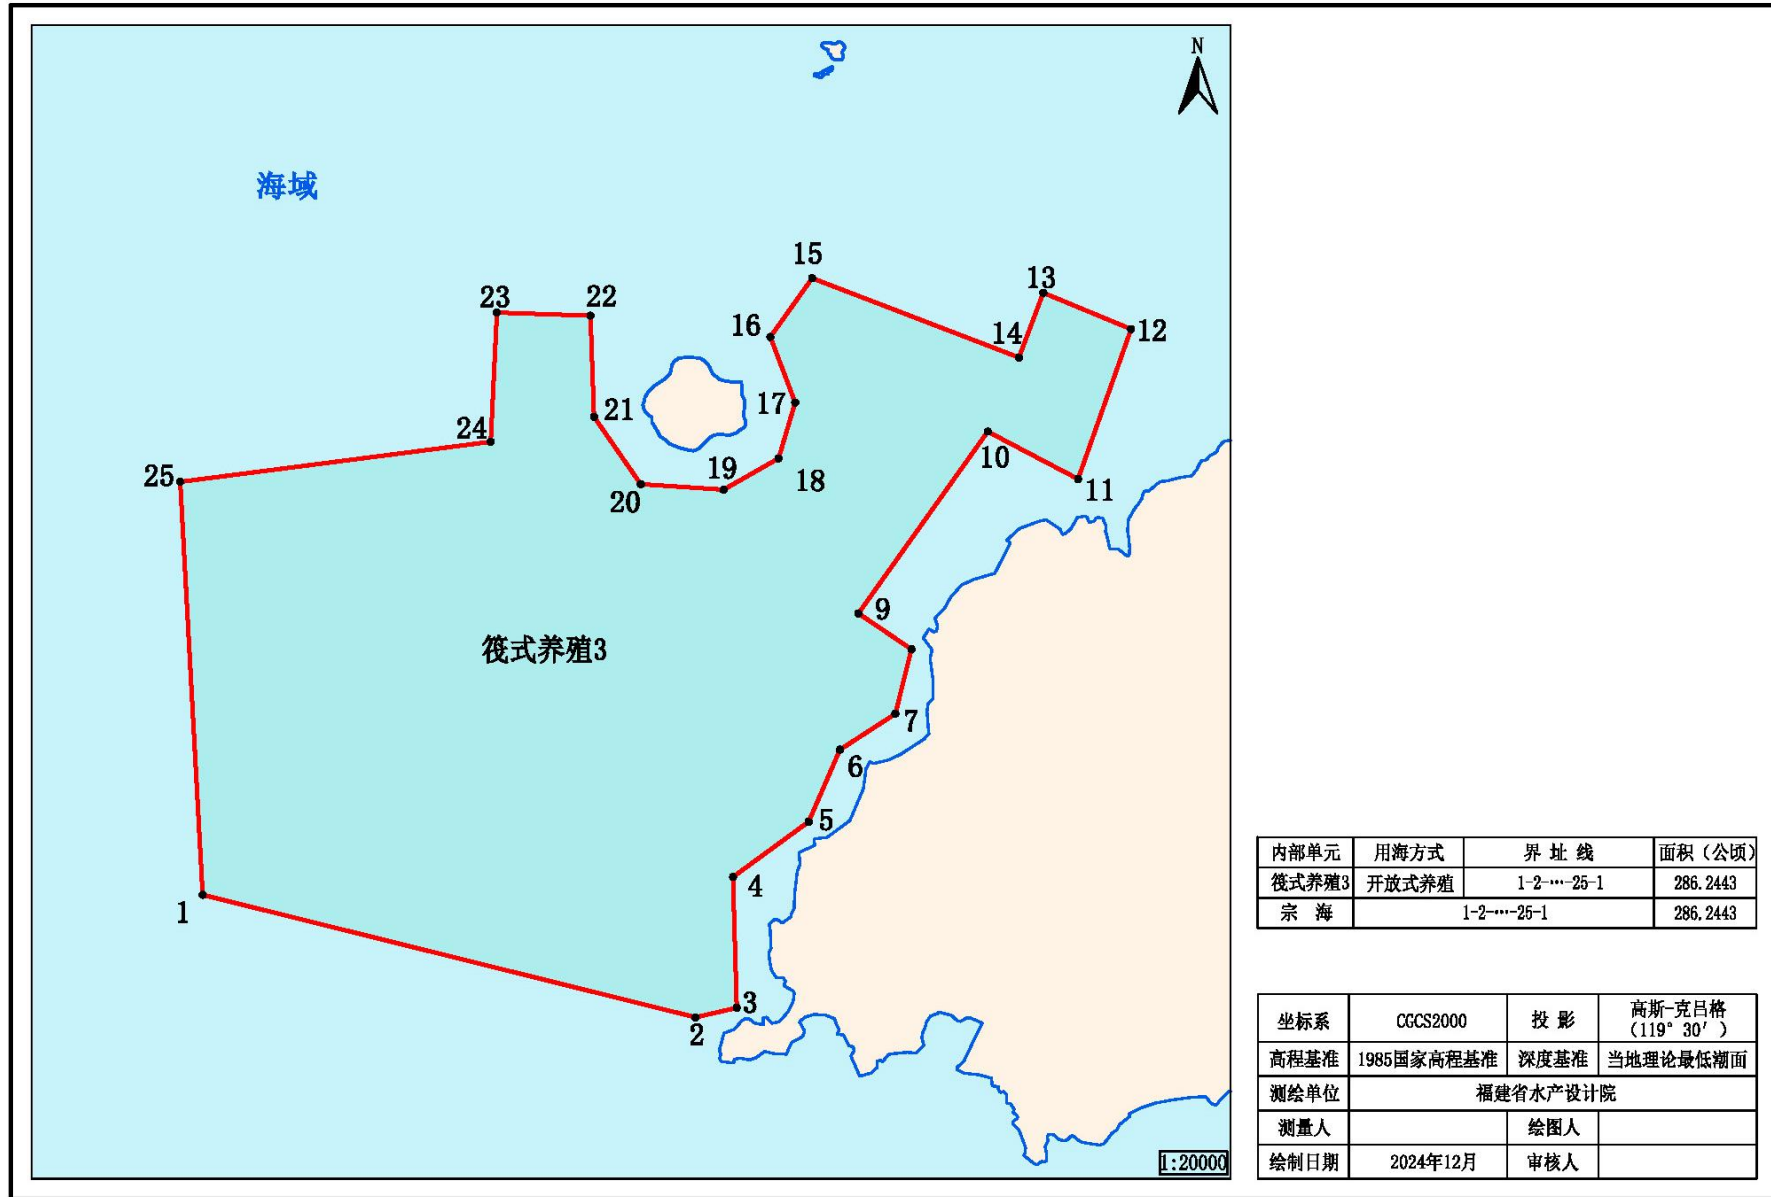 N
海域
15
13
23
22
12
16
14
17
21
24
10
25
19
18
11
20
9
筏式养殖3
7
6
5
4
1
3
2
1:20000
内部单元 用海方式 界 址 线 面积（公顷）
筏式养殖3 开放式养殖 1-2-…-25-1 286.2443
宗 海 1-2-…-25-1 286.2443
坐标系 CGCS2000 投 影 高斯-克吕格
（119° 30′ ）
高程基准 1985国家高程基准 深度基准 当地理论最低潮面
测绘单位 福建省水产设计院
测量人 绘图人
绘制日期 2024年12月 审核人